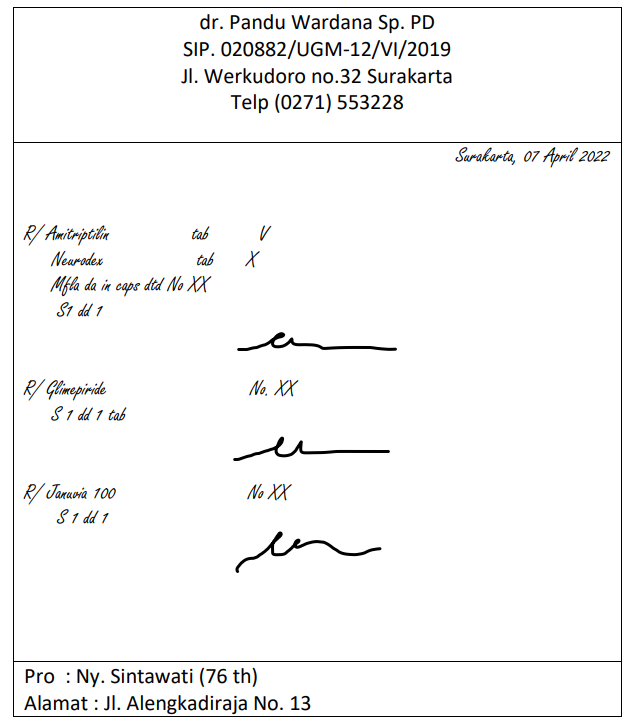 dr. Pandu Wardana Sp. PD
SIP. 020882/UGM-12/VI/2019
Jl. Werkudoro no.32 Surakarta
Telp (0271) 553228
Surakarta, 07 April 2022
R/ Amitriptilin tab V
Neurodex tab X
Mfla da in caps dtd No XX
S1 dd 1
R/ Glimepiride No. XX
S 1 dd 1 tab
R/ Januvia 100 No XX
S 1 dd 1
Pro : Ny. Sintawati (76 th)
Alamat : Jl. Alengkadiraja No. 13